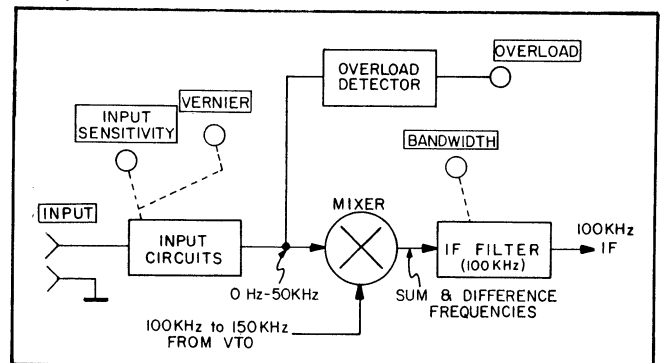 OVERLOAD
OVERLOAD
DETECTOR
VERNIER
INPUT
SENSITIVITY
BANDWIDTH
INPUT
MIXER
INPUT
CIRCUITS
IF FILTER
(100KHz)
100KHz
IF
0 Hz-50KHz
SUM & DIFFERENCE
FREQUENCIES
100KHz to 150KHz
FROM VTO